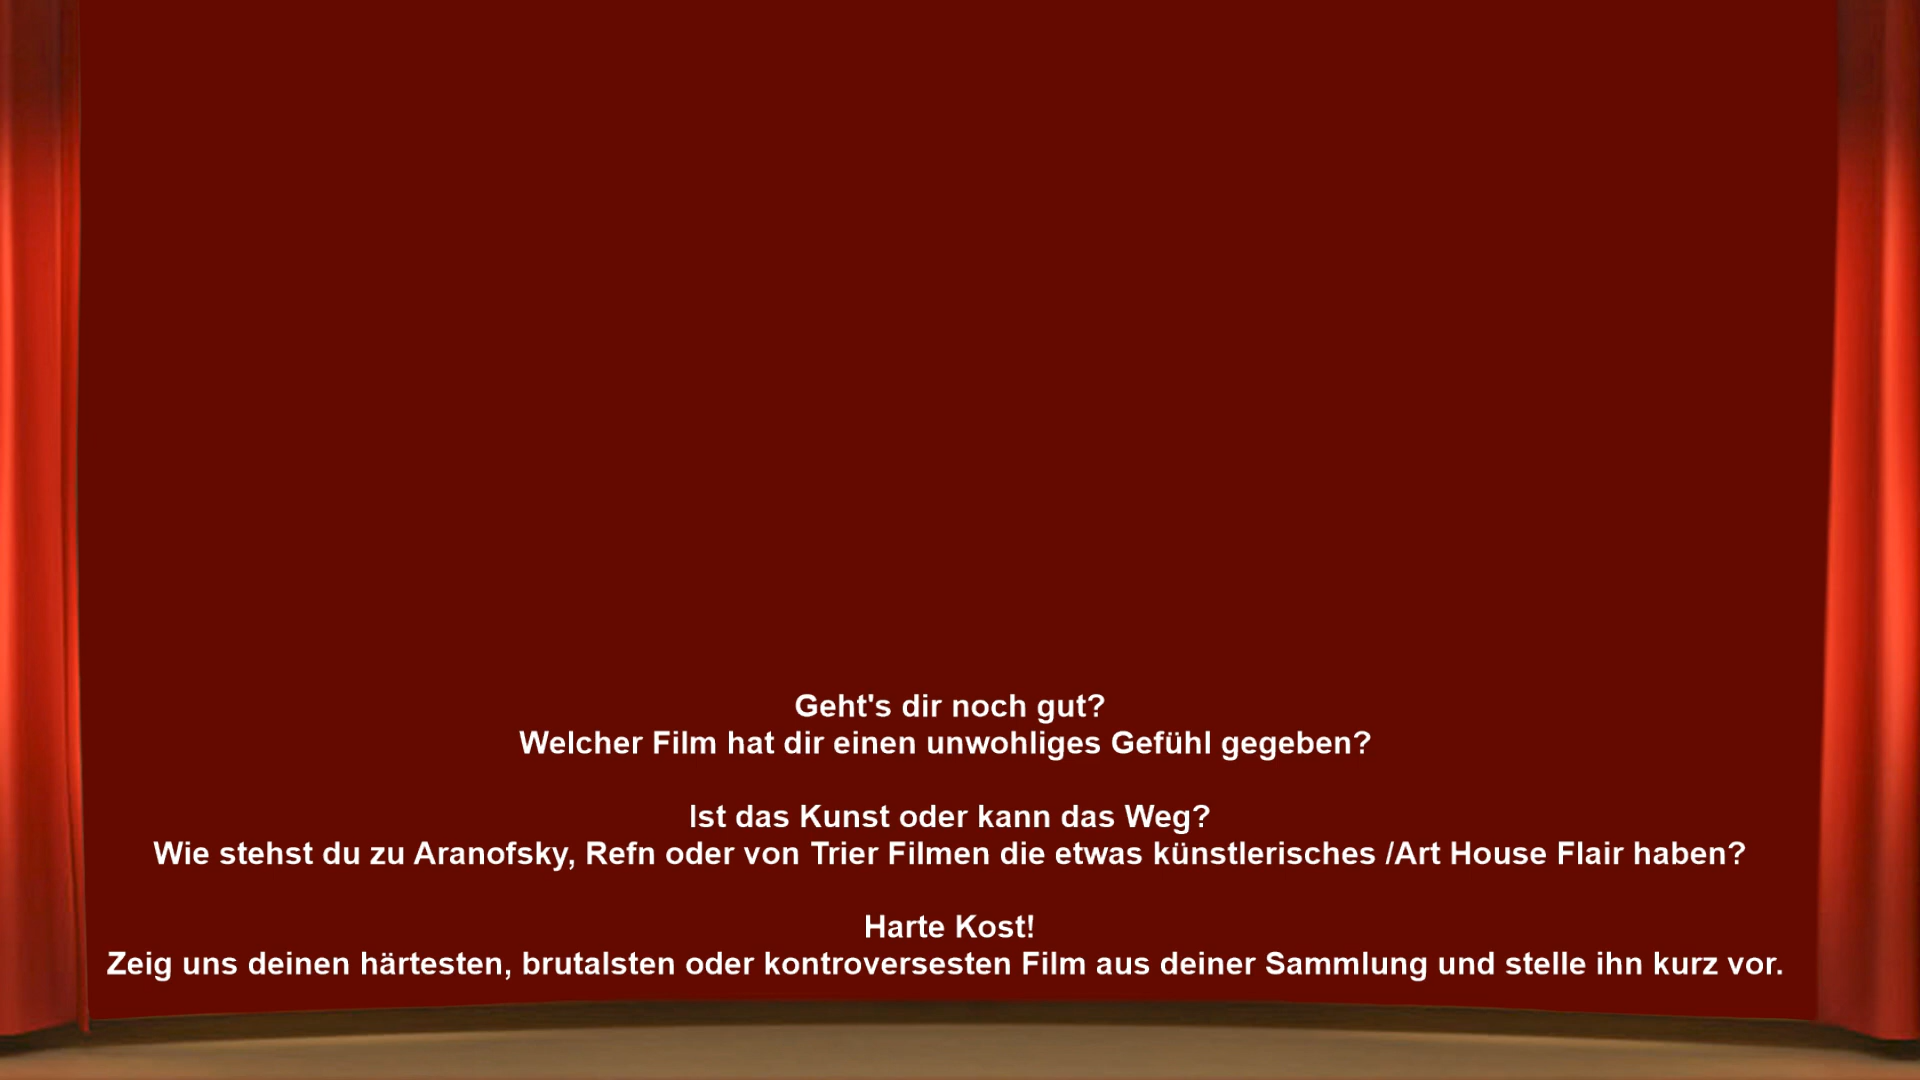 Geht's dir noch gut?
Welcher Film hat dir einen unwohliges Gefühl gegeben?
Ist das Kunst oder kann das Weg?
Wie stehst du zu Aranofsky, Refn oder von Trier Filmen die etwas künstlerisches /Art House Flair haben?
Harte Kost!
Zeig uns deinen härtesten, brutalsten oder kontroversesten Film aus deiner Sammlung und stelle ihn kurz vor.